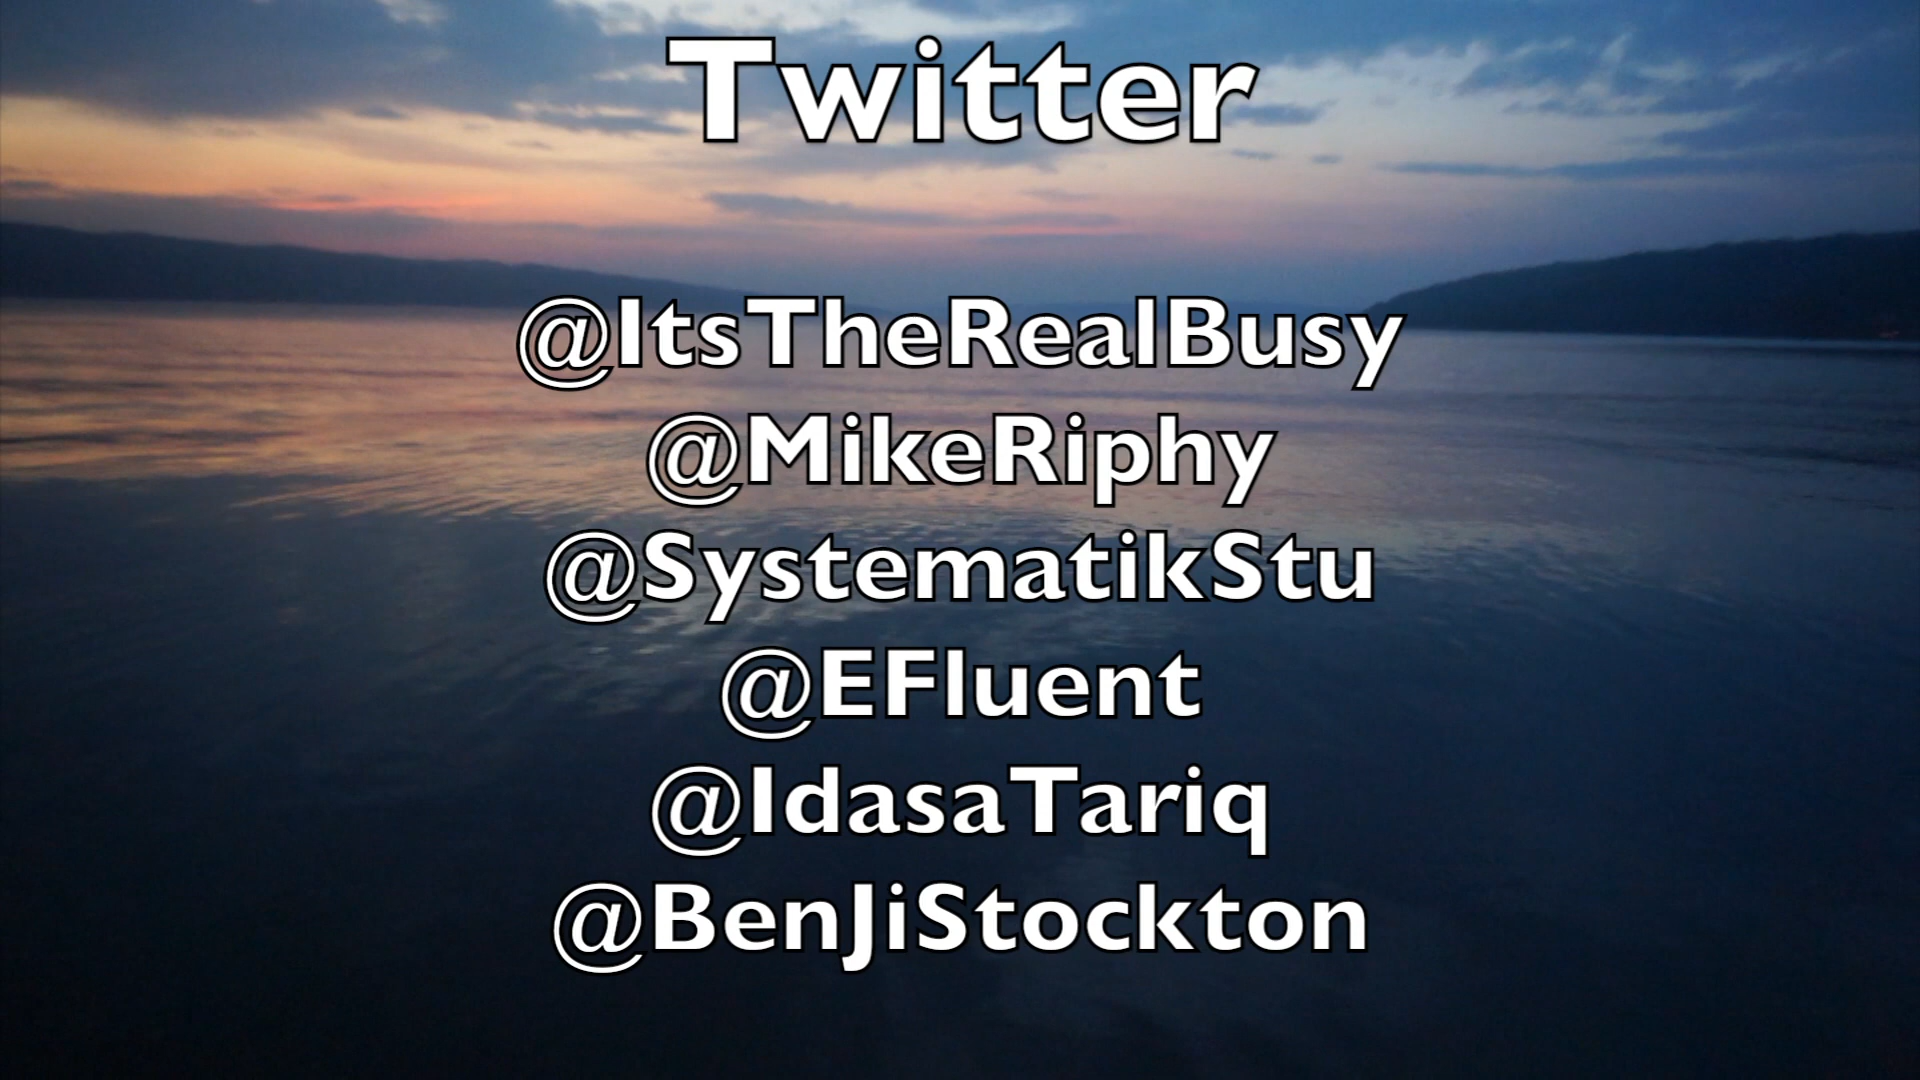 Twitter
@ItsTheRealBusy
@MikeRiphy
@SystematikStu
@EFluent
@IdasaTariq
@BenJiStockton